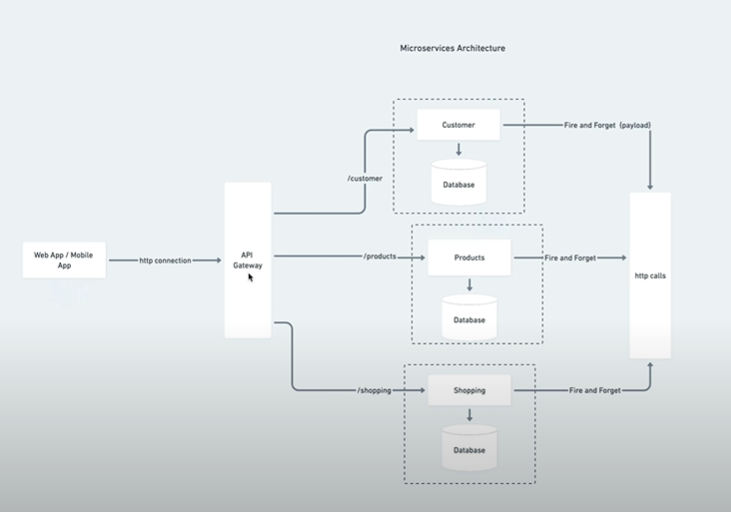 Microservices Architecture
Customer
Fire and Forget (payload)
/customer
Database
Web App / Mobile
App
http connection
API
Gateway
/products
Products
Fire and Forget
http calls
Database
/shopping
Shopping
Fire and Forget
Database